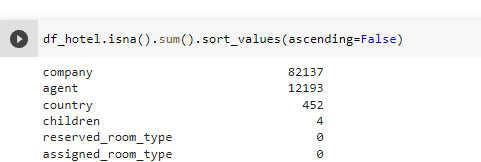 df_hotel.isna().sum().sort_values(ascending=False)
company 82137
agent 12193
country 452
children 4
reserved_room_type 0
assigned_room_type 0